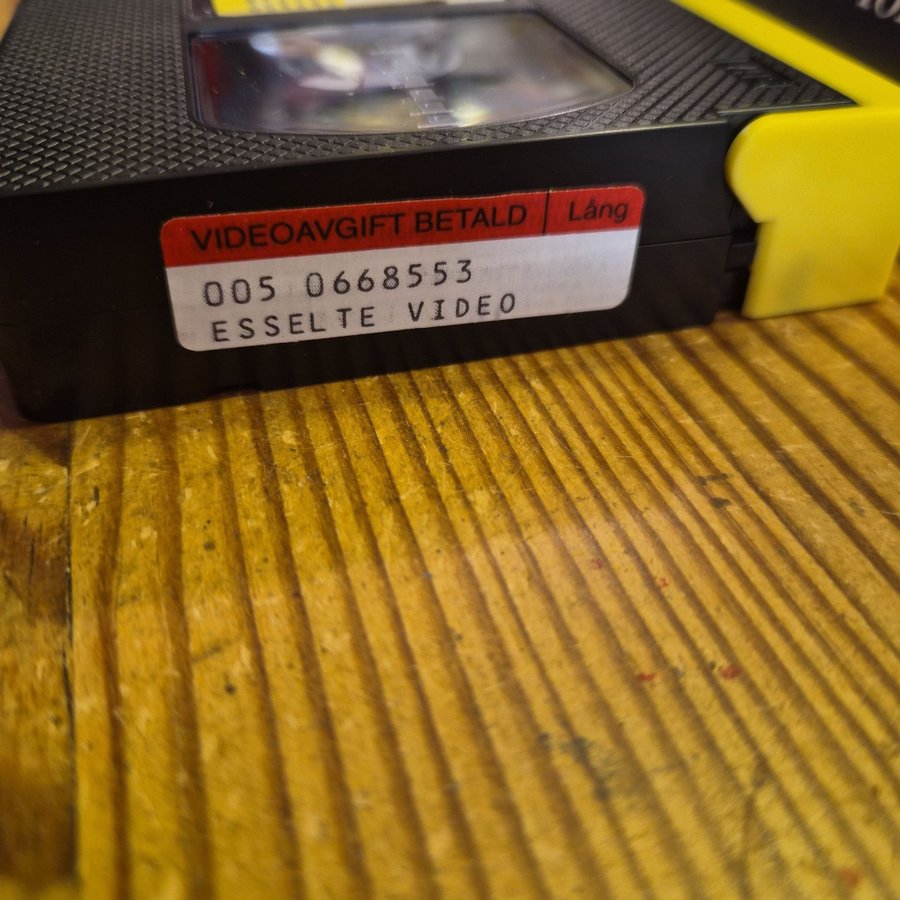 VIDEOAVGIFT BETALD Lång
005 0668553
ESSELTE VIDEO